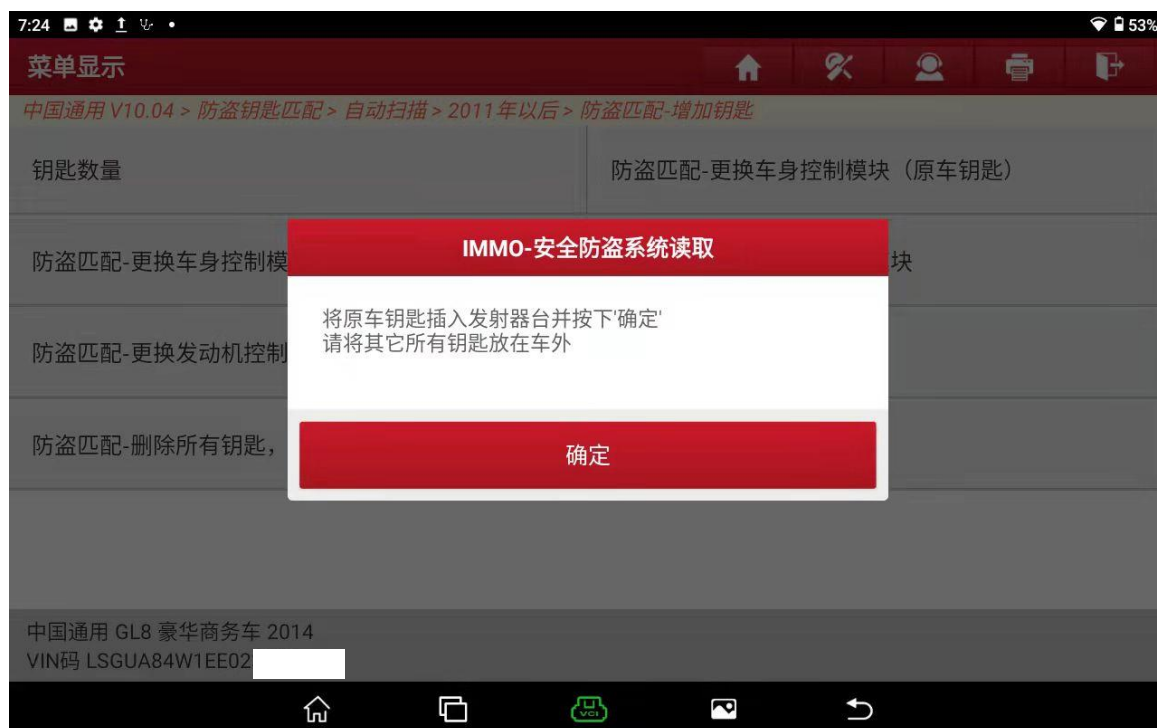 7:24
53%
菜单显示
中国通用 V10.04 > 防盗钥匙匹配 > 自动扫描 > 2011年以后 > 防盗匹配-增加钥匙
钥匙数量
防盗匹配-更换车身控制模块（原车钥匙）
IMMO-安全防盗系统读取
防盗匹配-更换车身控制模
块
将原车钥匙插入发射器台并按下'确定'
请将其它所有钥匙放在车外
防盗匹配-更换发动机控制
确定
防盗匹配-删除所有钥匙，
中国通用 GL8 豪华商务车 2014
VIN码 LSGUA84W1EE02
VCI